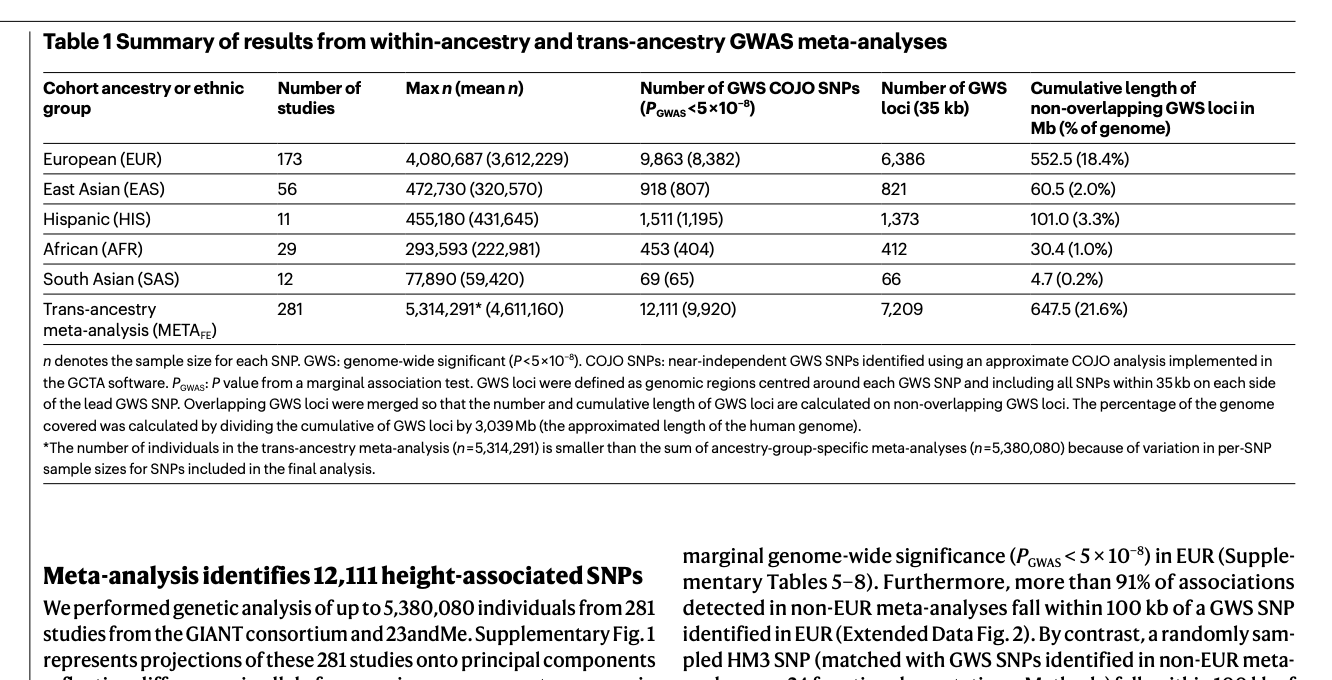 Table 1 Summary of results from within-ancestry and trans-ancestry GWAS meta-analyses
Cohort ancestry or ethnic group | Number of studies | Max n (mean n) | Number of GWS COJO SNPs (P_GWAS<5×10⁻⁸) | Number of GWS loci (35 kb) | Cumulative length of non-overlapping GWS loci in Mb (% of genome)
European (EUR) 173 4,080,687 (3,612,229) 9,863 (8,382) 6,386 552.5 (18.4%)
East Asian (EAS) 56 472,730 (320,570) 918 (807) 821 60.5 (2.0%)
Hispanic (HIS) 11 455,180 (431,645) 1,511 (1,195) 1,373 101.0 (3.3%)
African (AFR) 29 293,593 (222,981) 453 (404) 412 30.4 (1.0%)
South Asian (SAS) 12 77,890 (59,420) 69 (65) 66 4.7 (0.2%)
Trans-ancestry 281 5,314,291* (4,611,160) 12,111 (9,920) 7,209 647.5 (21.6%)
meta-analysis (META_FE)
n denotes the sample size for each SNP. GWS: genome-wide significant (P<5×10⁻⁸). COJO SNPs: near-independent GWS SNPs identified using an approximate COJO analysis implemented in
the GCTA software. P_GWAS: P value from a marginal association test. GWS loci were defined as genomic regions centred around each GWS SNP and including all SNPs within 35 kb on each side
of the lead GWS SNP. Overlapping GWS loci were merged so that the number and cumulative length of GWS loci are calculated on non-overlapping GWS loci. The percentage of the genome
covered was calculated by dividing the cumulative of GWS loci by 3,039 Mb (the approximated length of the human genome).
*The number of individuals in the trans-ancestry meta-analysis (n=5,314,291) is smaller than the sum of ancestry-group-specific meta-analyses (n=5,380,080) because of variation in per-SNP
sample sizes for SNPs included in the final analysis.
Meta-analysis identifies 12,111 height-associated SNPs
We performed genetic analysis of up to 5,380,080 individuals from 281
studies from the GIANT consortium and 23andMe. Supplementary Fig. 1
represents projections of these 281 studies onto principal components
marginal genome-wide significance (P_GWAS < 5 × 10⁻⁸) in EUR (Supple-
mentary Tables 5–8). Furthermore, more than 91% of associations
detected in non-EUR meta-analyses fall within 100 kb of a GWS SNP
identified in EUR (Extended Data Fig. 2). By contrast, a randomly sam-
pled HM3 SNP (matched with GWS SNPs identified in non-EUR meta-